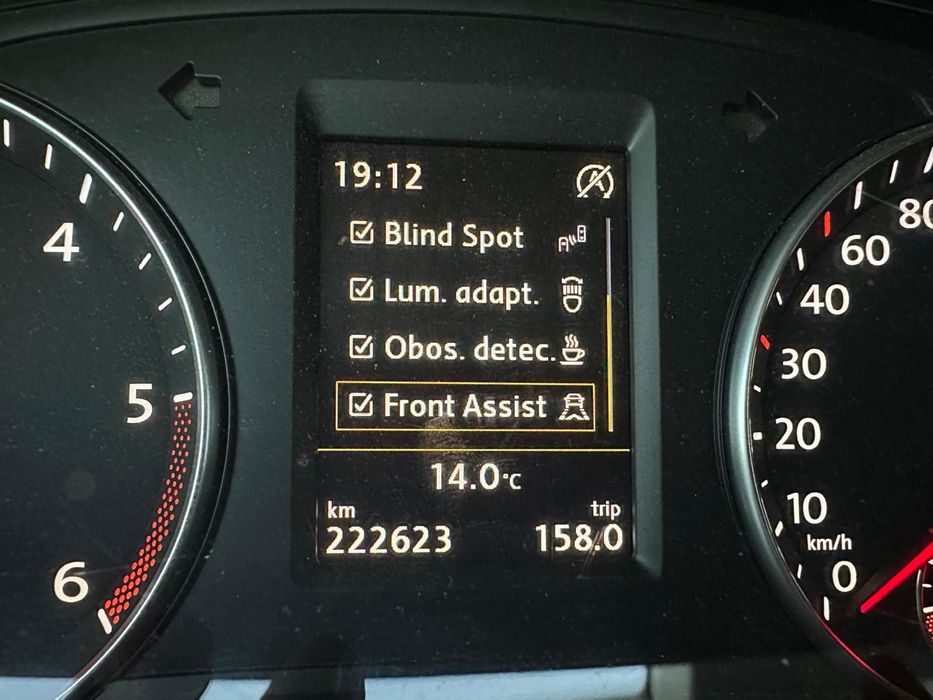 19:12
Blind Spot
Lum. adapt.
Obos. detec.
Front Assist
14.0°C
km
trip
222623
158.0
4
5
6
80
60
40
30
20
10
km/h
0